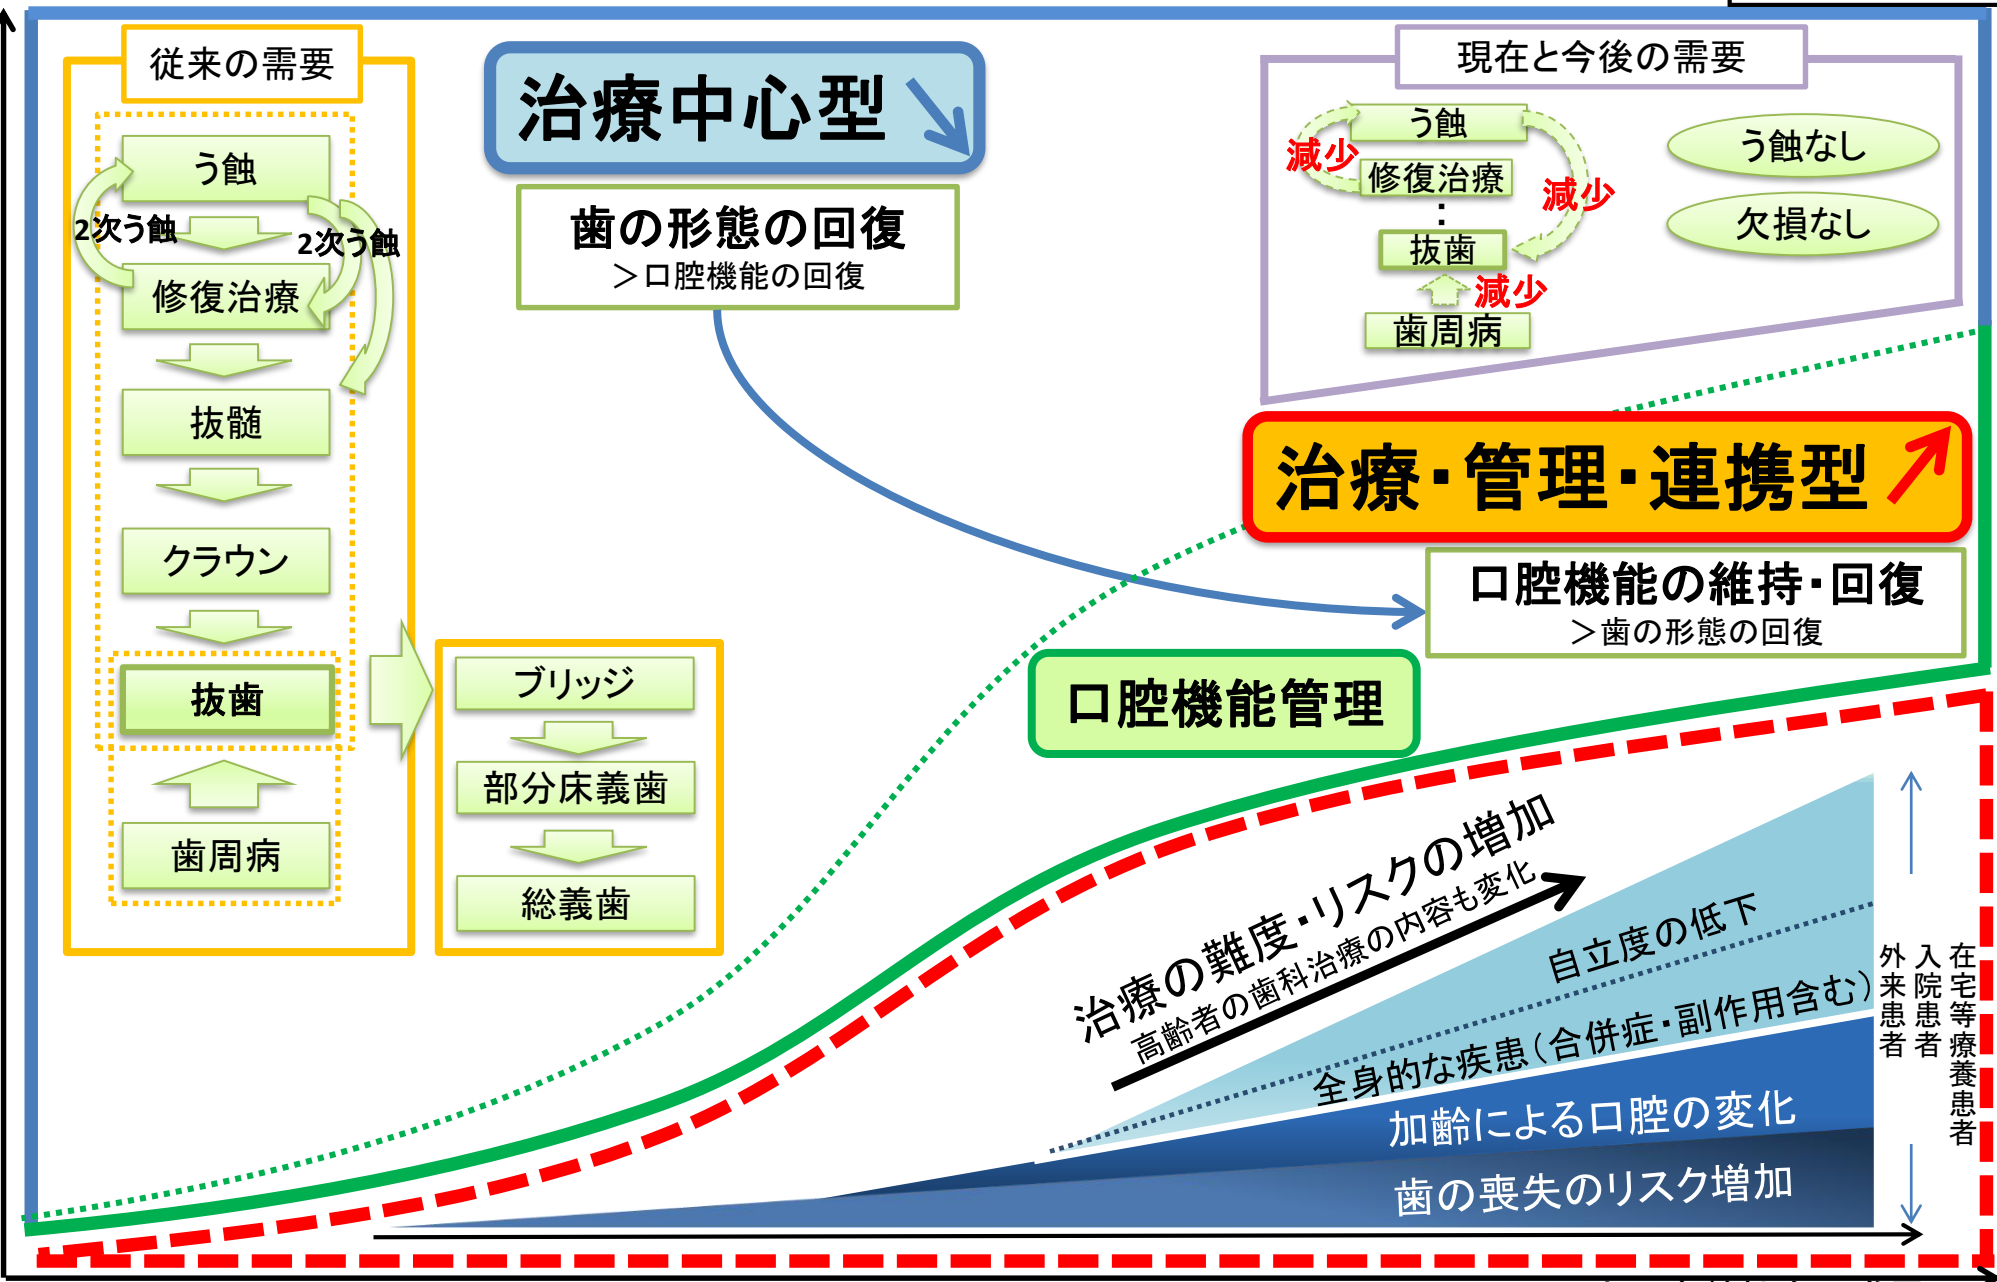 従来の需要
う蝕
2次う蝕
2次う蝕
修復治療
抜髄
クラウン
抜歯
歯周病
ブリッジ
部分床義歯
総義歯
治療中心型
歯の形態の回復
＞口腔機能の回復
現在と今後の需要
う蝕
減少
修復治療
減少
：
抜歯
減少
歯周病
う蝕なし
欠損なし
治療・管理・連携型
口腔機能の維持・回復
＞歯の形態の回復
口腔機能管理
治療の難度・リスクの増加
高齢者の歯科治療の内容も変化
自立度の低下
全身的な疾患（合併症・副作用含む）
加齢による口腔の変化
歯の喪失のリスク増加
在宅等療養患者
入院患者
外来患者